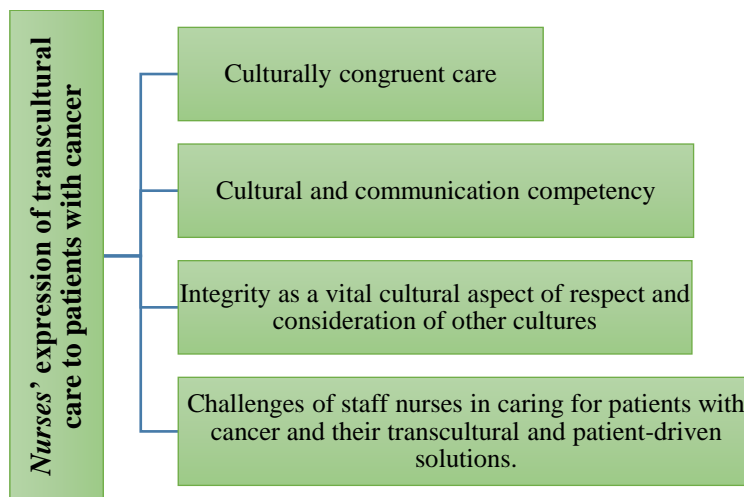 Nurses' expression of transcultural
care to patients with cancer
Culturally congruent care
Cultural and communication competency
Integrity as a vital cultural aspect of respect and
consideration of other cultures
Challenges of staff nurses in caring for patients with
cancer and their transcultural and patient-driven
solutions.